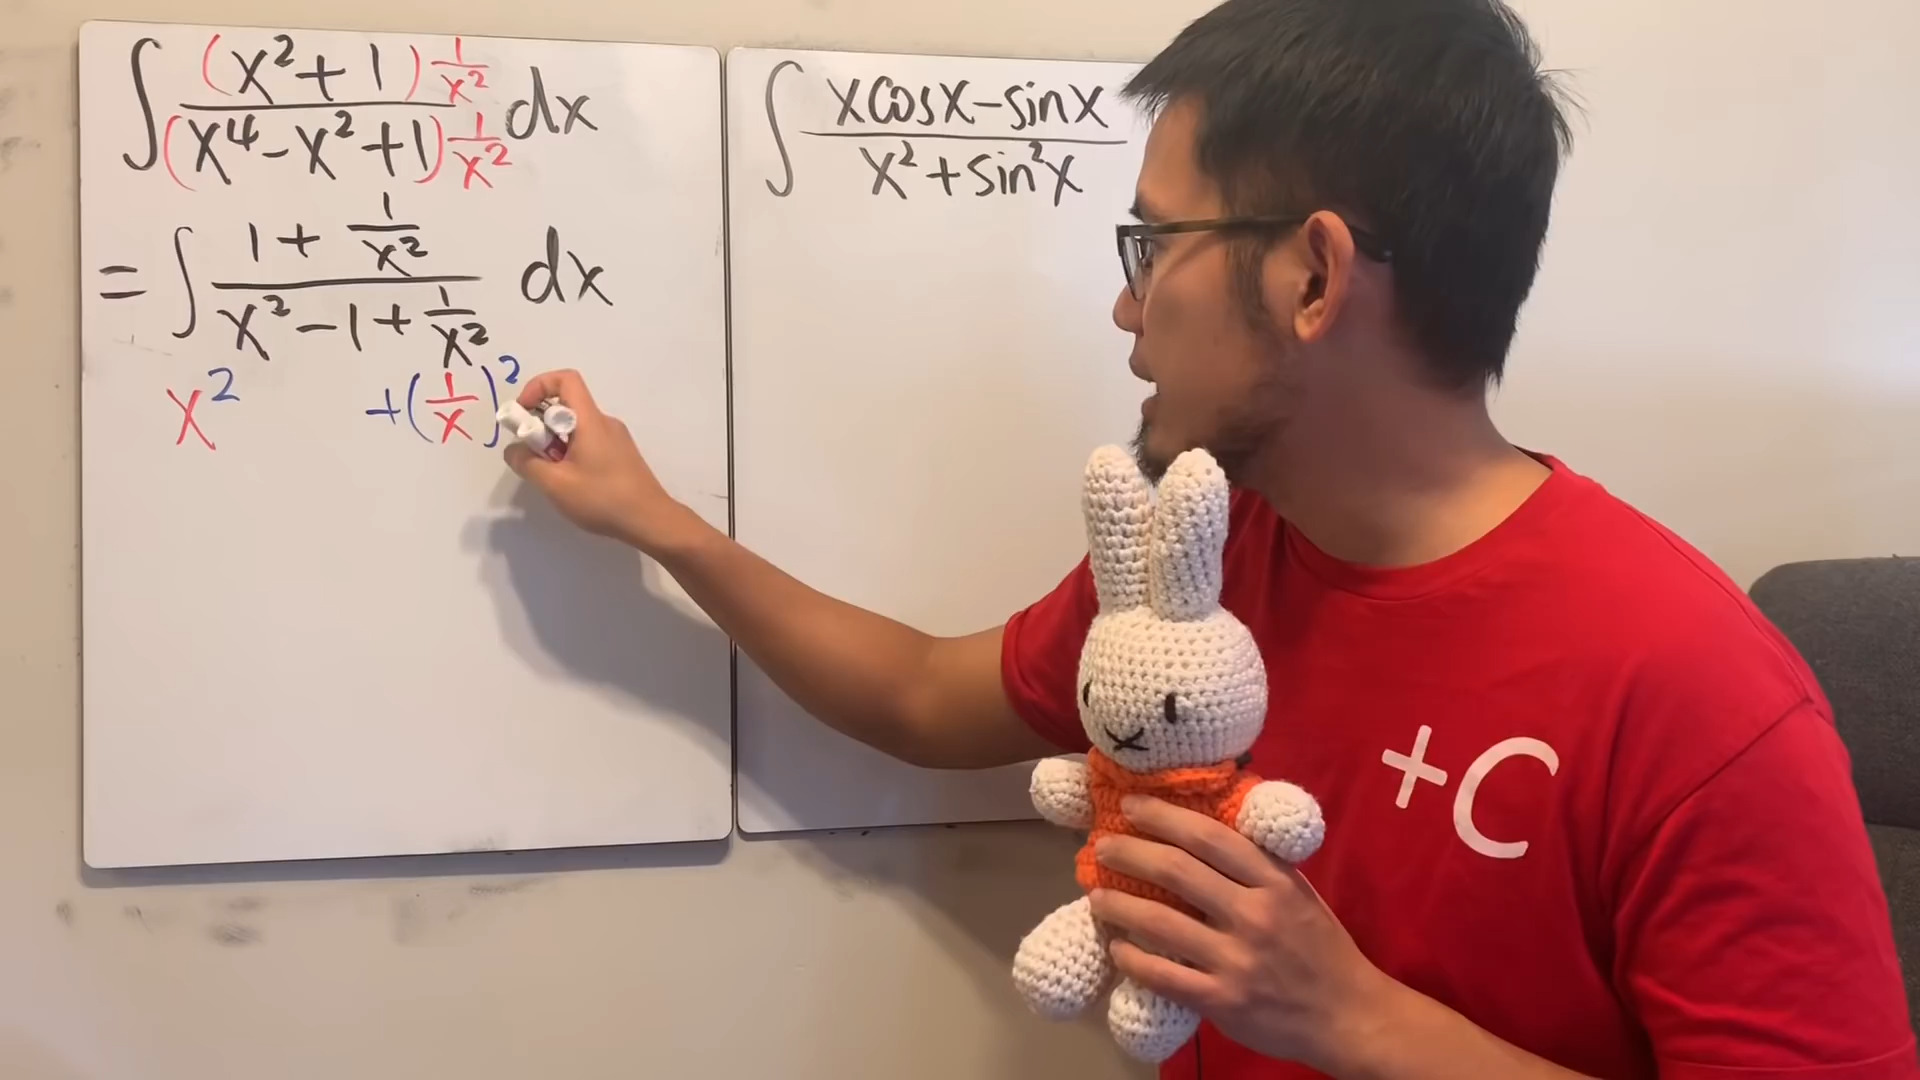 ∫ (x²+1) 1/x² / (x⁴-x²+1) 1/x² dx
= ∫ 1 + 1/x² / x² - 1 + 1/x² dx
x² + (1/x)²
∫ xcosx-sinx / x²+sin²x
+C